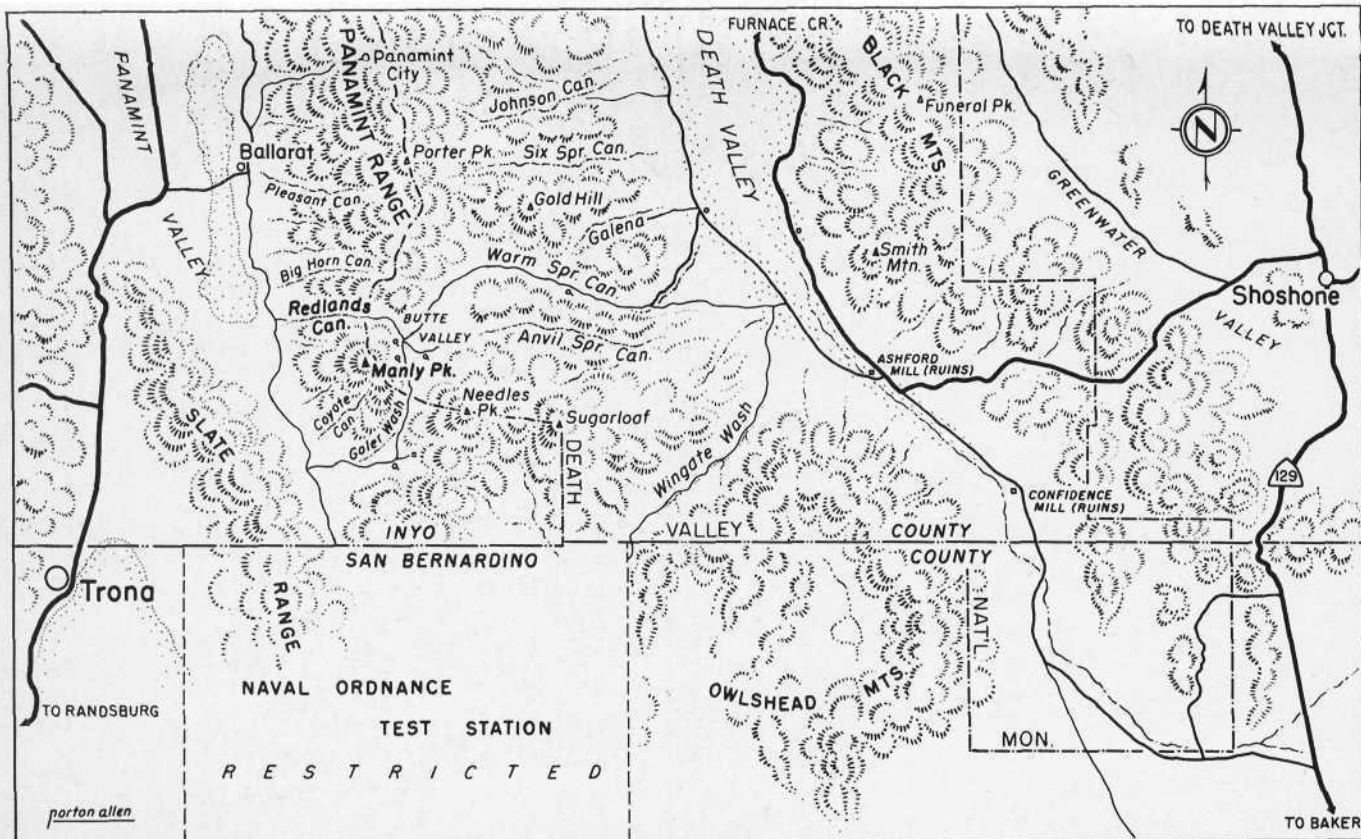 FURNACE CR.
TO DEATH VALLEY JCT.
PANAMINT
VALLEY
PANAMINT RANGE
Panamint
City
Johnson Can.
DEATH VALLEY
BLACK
MTS
Funeral Pk.
N
Ballarat
Porter Pk.
Six Spr. Can.
Pleasant Can.
Gold Hill
Galena
GREENWATER
VALLEY
Smith
Mtn.
Shoshone
Big Horn Can.
Warm Spr. Can.
Redlands
Can.
BUTTE
VALLEY
Anvil Spr. Can.
Manly Pk.
ASHFORD
MILL (RUINS)
Needles
Pk.
Sugarloaf
Coyote
Can.
Goler Wash
SLATE
RANGE
Wingate Wash
129
CONFIDENCE
MILL (RUINS)
DEATH
VALLEY
NAT'L
MON.
INYO
COUNTY
SAN BERNARDINO
COUNTY
Trona
OWLSHEAD
MTS.
NAVAL ORDNANCE
TEST STATION
RESTRICTED
TO RANDSBURG
norton allen
TO BAKER